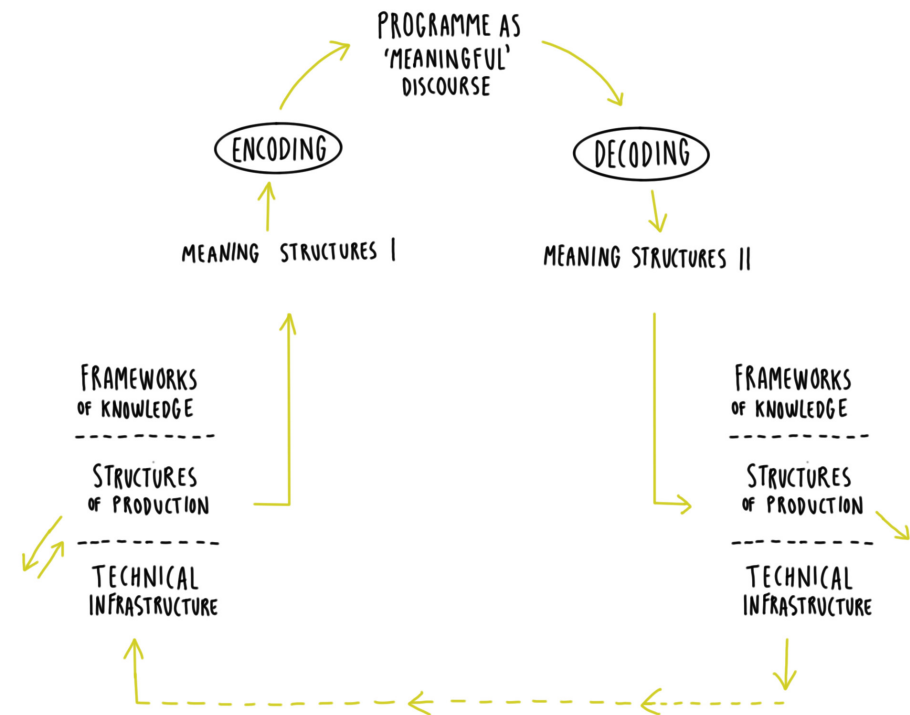 PROGRAMME AS
'MEANINGFUL'
DISCOURSE
ENCODING
DECODING
MEANING STRUCTURES I
MEANING STRUCTURES II
FRAMEWORKS
OF KNOWLEDGE
STRUCTURES
OF PRODUCTION
TECHNICAL
INFRASTRUCTURE
FRAMEWORKS
OF KNOWLEDGE
STRUCTURES
OF PRODUCTION
TECHNICAL
INFRASTRUCTURE